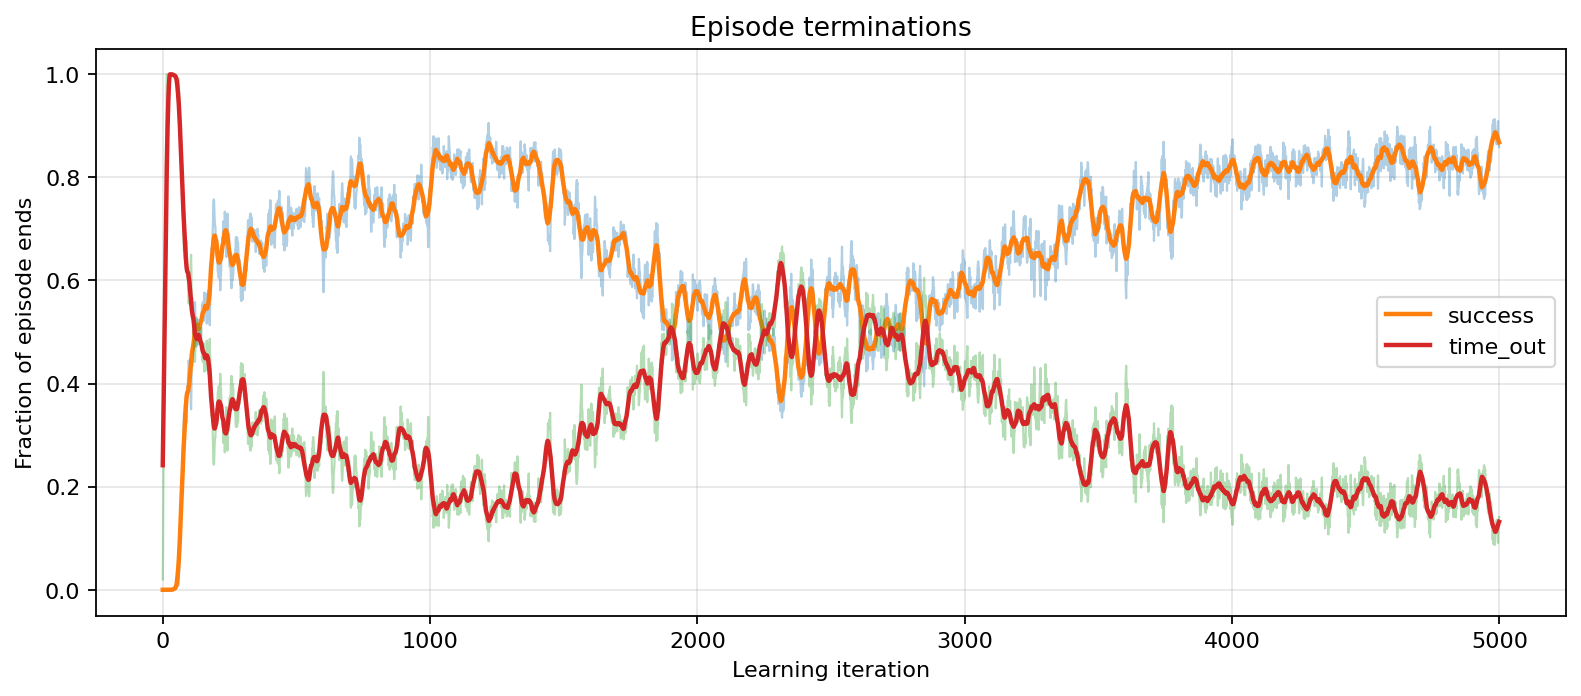 Episode terminations
Fraction of episode ends
1.0
0.8
0.6
0.4
0.2
0.0
success
time_out
0
1000
2000
3000
4000
5000
Learning iteration